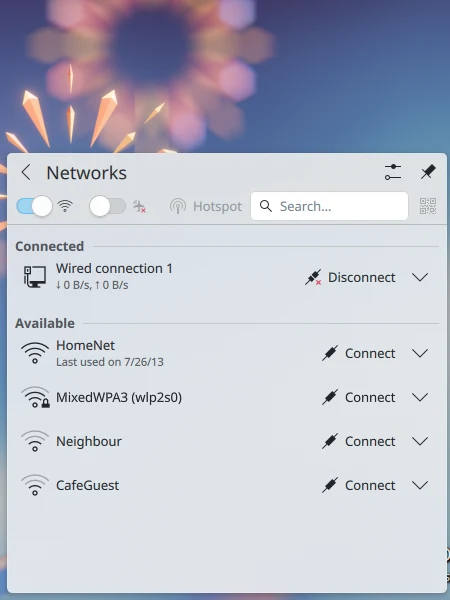 Networks
Hotspot
Search...
Connected
Wired connection 1
↓ 0 B/s, ↑ 0 B/s
Disconnect
Available
HomeNet
Last used on 7/26/13
Connect
MixedWPA3 (wlp2s0)
Connect
Neighbour
Connect
CafeGuest
Connect